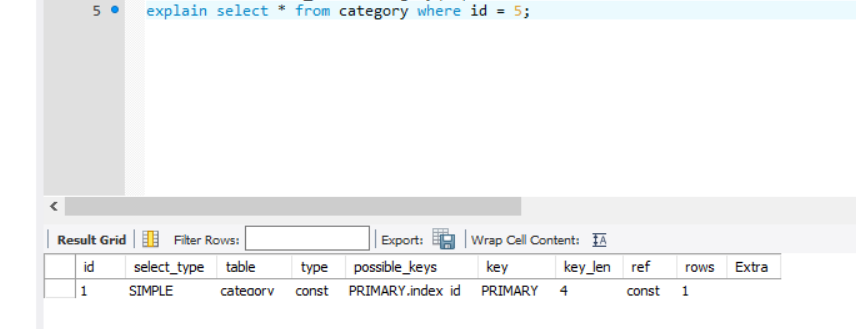 5 explain select * from category where id = 5;
Result Grid Filter Rows: Export: Wrap Cell Content: IA
id select_type table type possible_keys key key_len ref rows Extra
1 SIMPLE category const PRIMARY,index_id PRIMARY 4 const 1